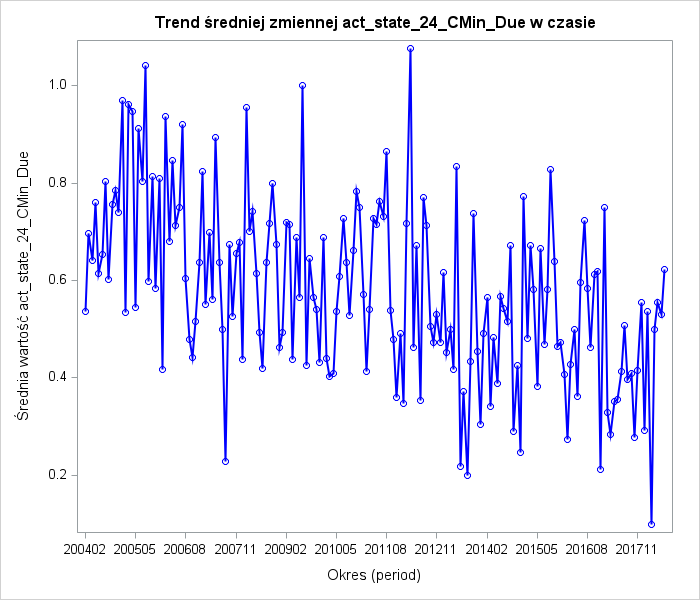 Trend średniej zmiennej act_state_24_CMin_Due w czasie
Średnia wartość act_state_24_CMin_Due
1.0
0.8
0.6
0.4
0.2
200402 200505 200608 200711 200902 201005 201108 201211 201402 201505 201608 201711
Okres (period)